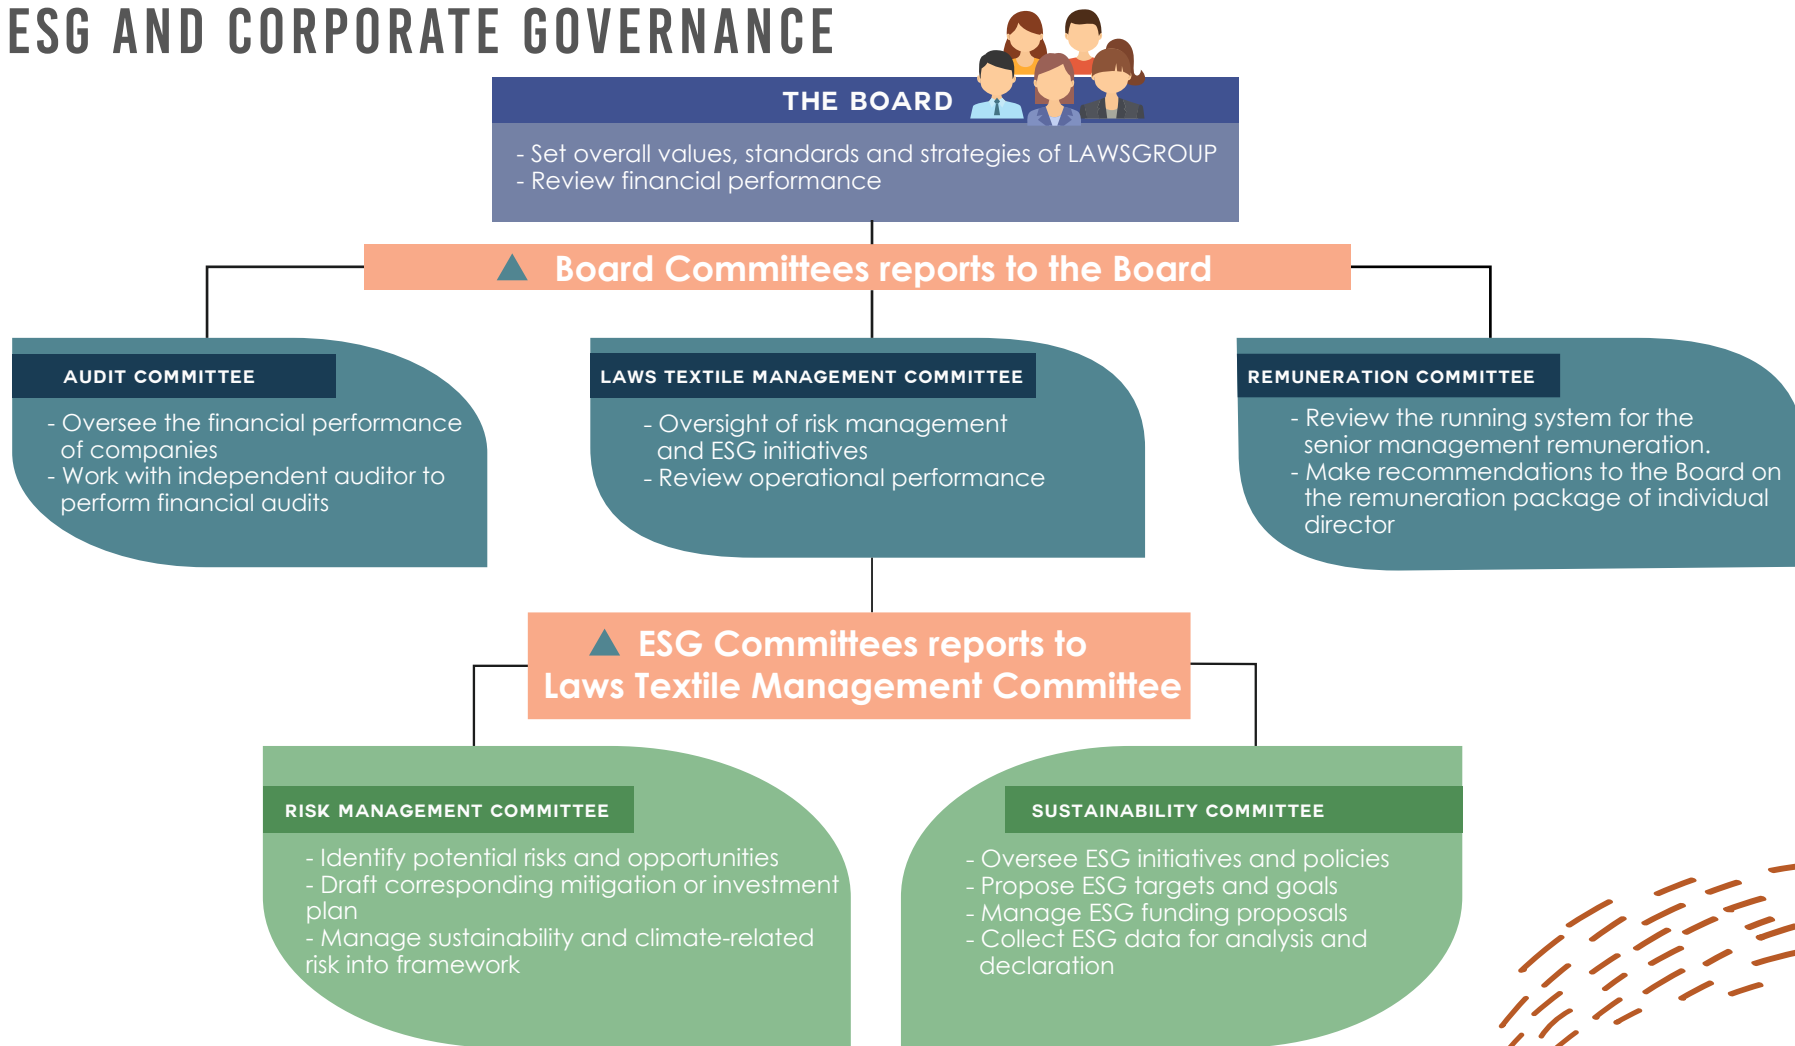 ESG AND CORPORATE GOVERNANCE
THE BOARD
- Set overall values, standards and strategies of LAWSGROUP
- Review financial performance
Board Committees reports to the Board
AUDIT COMMITTEE
- Oversee the financial performance
of companies
- Work with independent auditor to
perform financial audits
LAWS TEXTILE MANAGEMENT COMMITTEE
- Oversight of risk management
and ESG initiatives
- Review operational performance
REMUNERATION COMMITTEE
- Review the running system for the
senior management remuneration.
- Make recommendations to the Board on
the remuneration package of individual
director
ESG Committees reports to
Laws Textile Management Committee
RISK MANAGEMENT COMMITTEE
- Identify potential risks and opportunities
- Draft corresponding mitigation or investment
plan
- Manage sustainability and climate-related
risk into framework
SUSTAINABILITY COMMITTEE
- Oversee ESG initiatives and policies
- Propose ESG targets and goals
- Manage ESG funding proposals
- Collect ESG data for analysis and
declaration